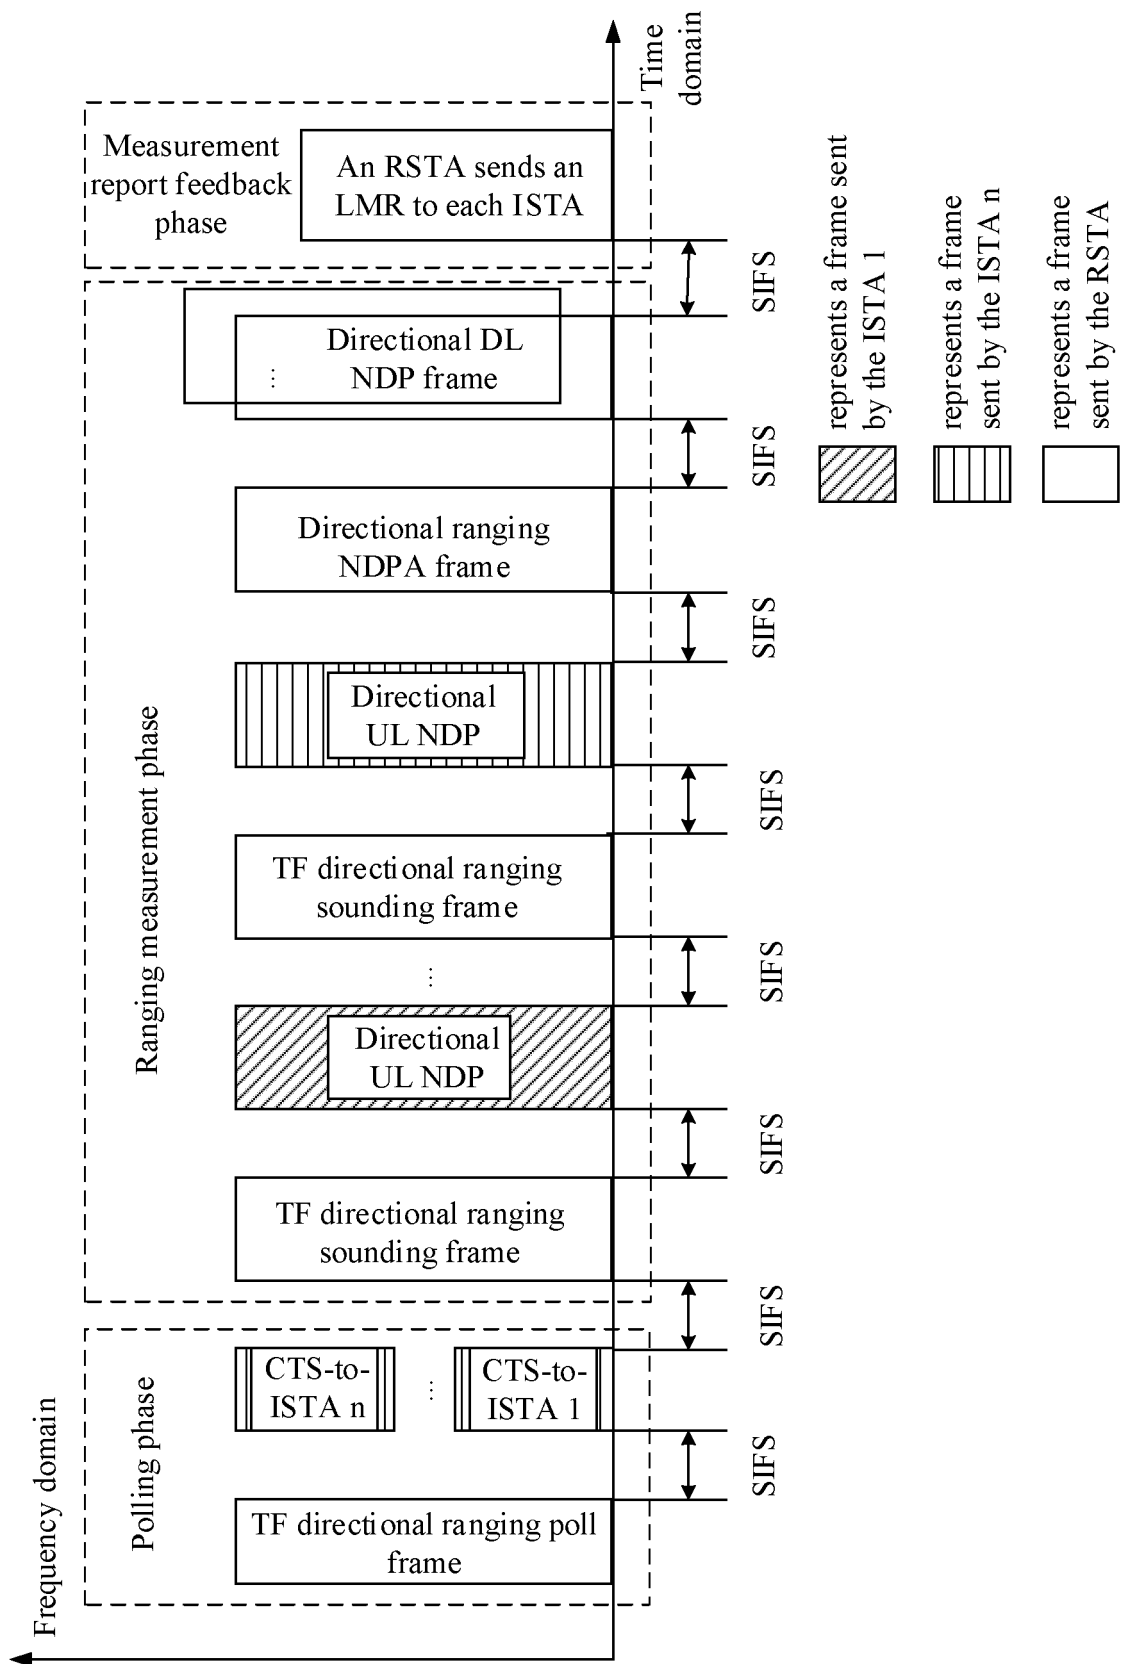 Time
domain
Measurement
report feedback
phase
An RSTA sends an
LMR to each ISTA
SIFS
Directional DL
NDP frame
...
SIFS
Directional ranging
NDPA frame
SIFS
Ranging measurement phase
Directional
UL NDP
SIFS
TF directional ranging
sounding frame
SIFS
...
Directional
UL NDP
SIFS
TF directional ranging
sounding frame
SIFS
Polling phase
CTS-to-
ISTA n
...
CTS-to-
ISTA 1
SIFS
TF directional ranging poll
frame
Frequency domain
represents a frame sent
by the ISTA 1
represents a frame
sent by the ISTA n
represents a frame
sent by the RSTA